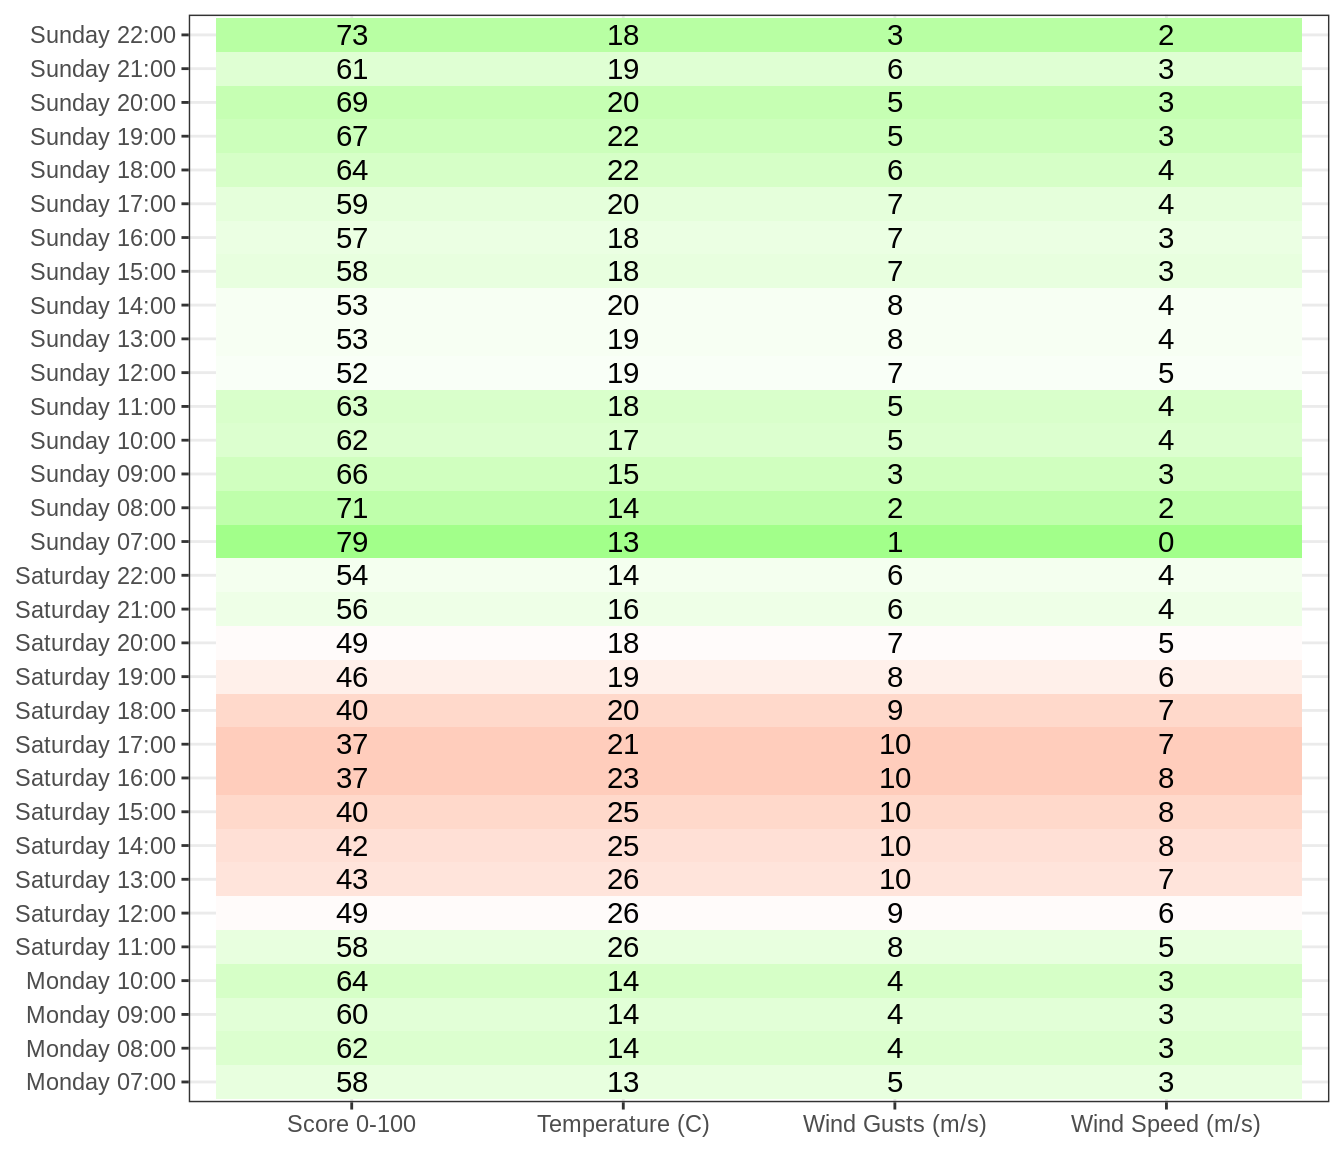 Sunday 22:00 73 18 3 2
Sunday 21:00 61 19 6 3
Sunday 20:00 69 20 5 3
Sunday 19:00 67 22 5 3
Sunday 18:00 64 22 6 4
Sunday 17:00 59 20 7 4
Sunday 16:00 57 18 7 3
Sunday 15:00 58 18 7 3
Sunday 14:00 53 20 8 4
Sunday 13:00 53 19 8 4
Sunday 12:00 52 19 7 5
Sunday 11:00 63 18 5 4
Sunday 10:00 62 17 5 4
Sunday 09:00 66 15 3 3
Sunday 08:00 71 14 2 2
Sunday 07:00 79 13 1 0
Saturday 22:00 54 14 6 4
Saturday 21:00 56 16 6 4
Saturday 20:00 49 18 7 5
Saturday 19:00 46 19 8 6
Saturday 18:00 40 20 9 7
Saturday 17:00 37 21 10 7
Saturday 16:00 37 23 10 8
Saturday 15:00 40 25 10 8
Saturday 14:00 42 25 10 8
Saturday 13:00 43 26 10 7
Saturday 12:00 49 26 9 6
Saturday 11:00 58 26 8 5
Monday 10:00 64 14 4 3
Monday 09:00 60 14 4 3
Monday 08:00 62 14 4 3
Monday 07:00 58 13 5 3
Score 0-100 Temperature (C) Wind Gusts (m/s) Wind Speed (m/s)